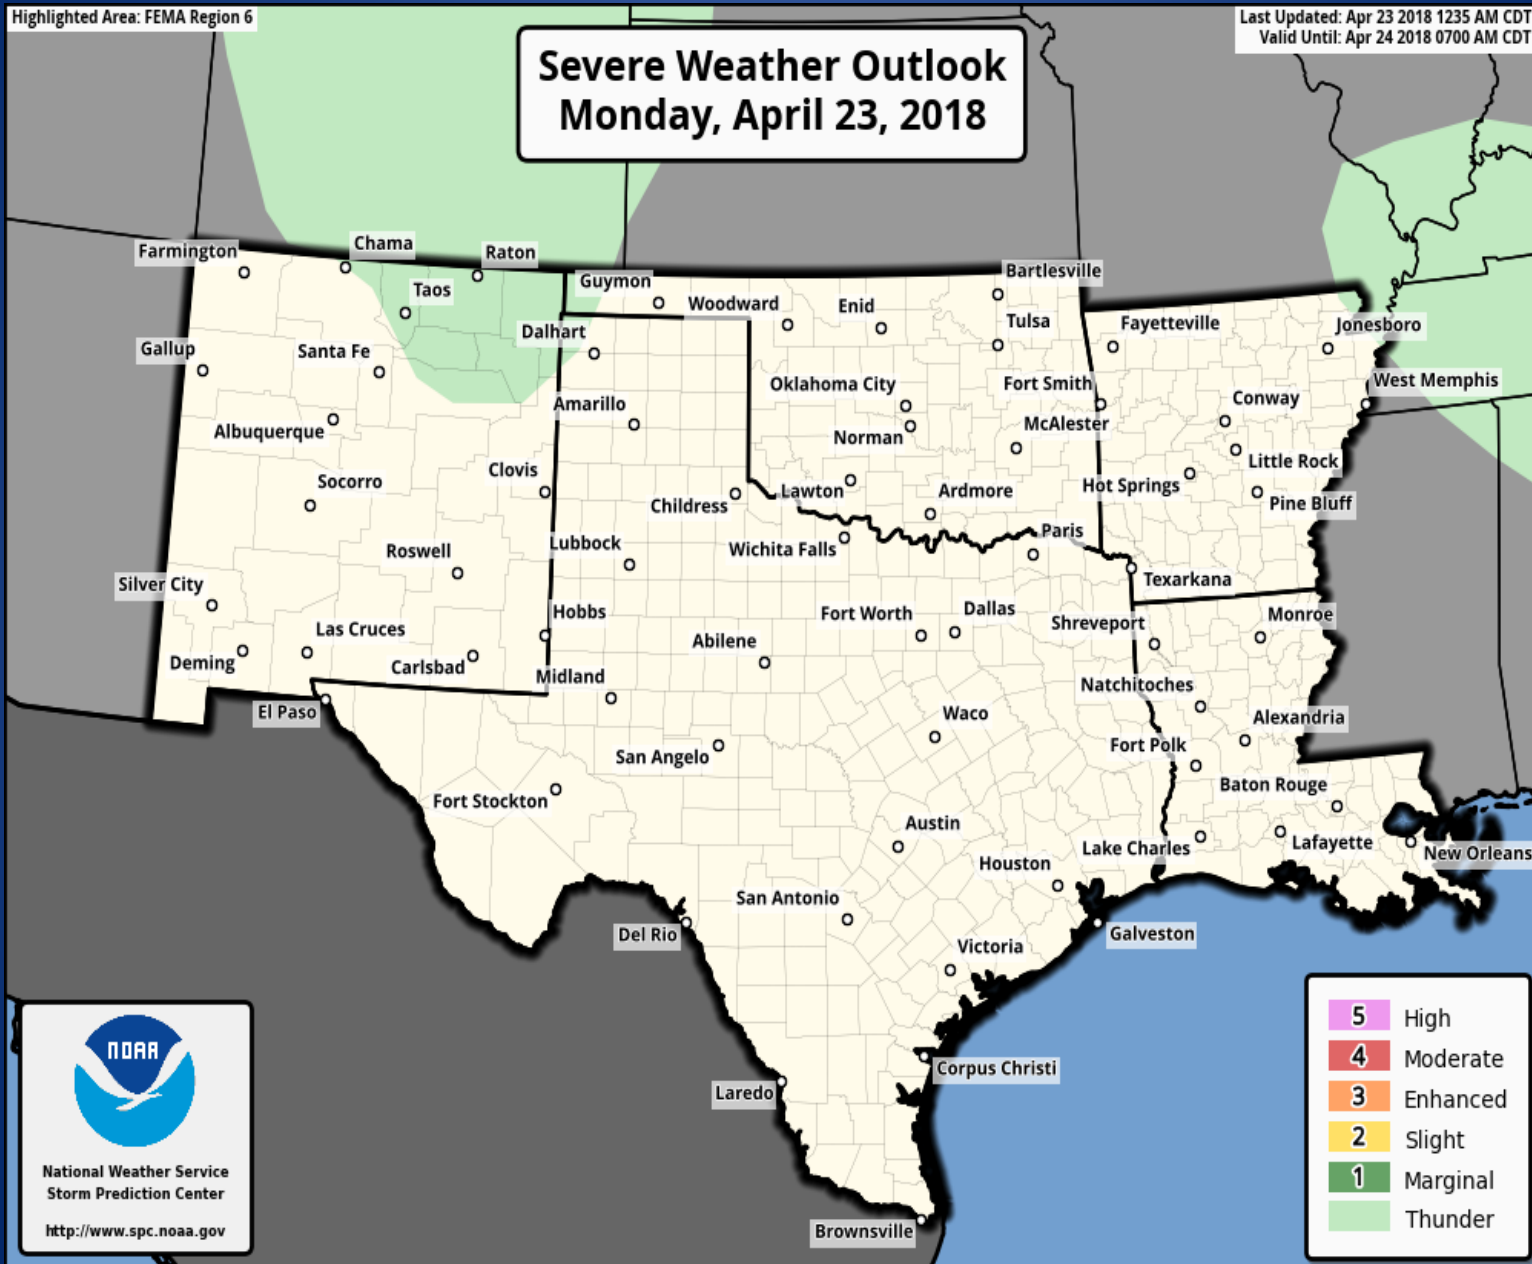 Highlighted Area: FEMA Region 6
Last Updated: Apr 23 2018 1235 AM CDT
Valid Until: Apr 24 2018 0700 AM CDT
Severe Weather Outlook
Monday, April 23, 2018
Farmington
Chama
Raton
Taos
Guymon
Woodward
Enid
Bartlesville
Tulsa
Fayetteville
Jonesboro
Gallup
Santa Fe
Dalhart
Oklahoma City
Fort Smith
West Memphis
Conway
Albuquerque
Amarillo
Norman
McAlester
Little Rock
Socorro
Clovis
Childress
Lawton
Ardmore
Hot Springs
Pine Bluff
Roswell
Lubbock
Wichita Falls
Paris
Texarkana
Silver City
Hobbs
Fort Worth
Dallas
Shreveport
Monroe
Las Cruces
Deming
Carlsbad
Midland
Abilene
Natchitoches
El Paso
San Angelo
Waco
Alexandria
Fort Polk
Fort Stockton
Baton Rouge
Austin
Houston
Lake Charles
Lafayette
New Orleans
San Antonio
Del Rio
Victoria
Galveston
Corpus Christi
Laredo
Brownsville
NOAA
National Weather Service
Storm Prediction Center
http://www.spc.noaa.gov
5 High
4 Moderate
3 Enhanced
2 Slight
1 Marginal
Thunder